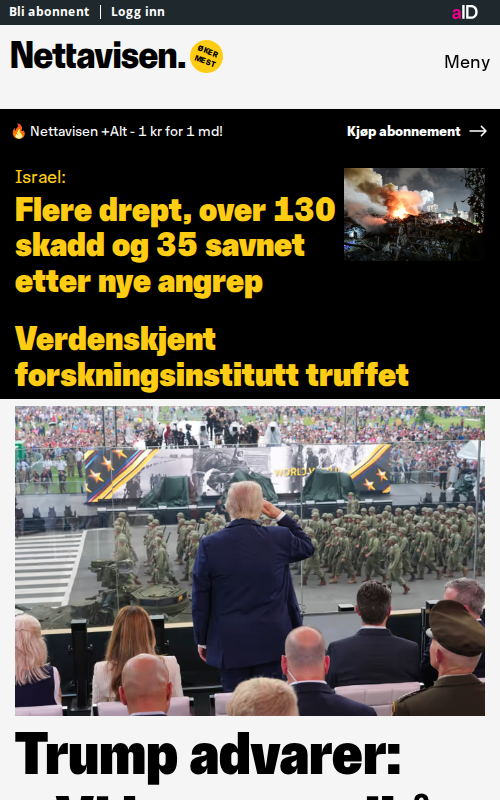 Bli abonnent | Logg inn
aID
Nettavisen.
ØKER
MEST
Meny
🔥 Nettavisen +Alt - 1 kr for 1 md!
Kjøp abonnement →
Israel:
Flere drept, over 130
skadd og 35 savnet
etter nye angrep
Verdenskjent
forskningsinstitutt truffet
WORLD WAR
Trump advarer: